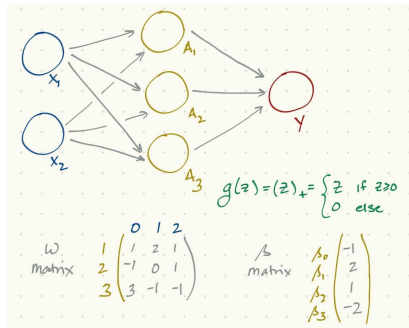 X₁
A₁
X₂
A₂
A₃
Y
g(z)=(z)₊= { z if z≥0
0 else
0 1 2
W matrix
1 ( 1 2 1
2 -1 0 1
3 3 -1 -1 )
β matrix
β₀ ( -1
β₁ 2
β₂ 1
β₃ -2 )